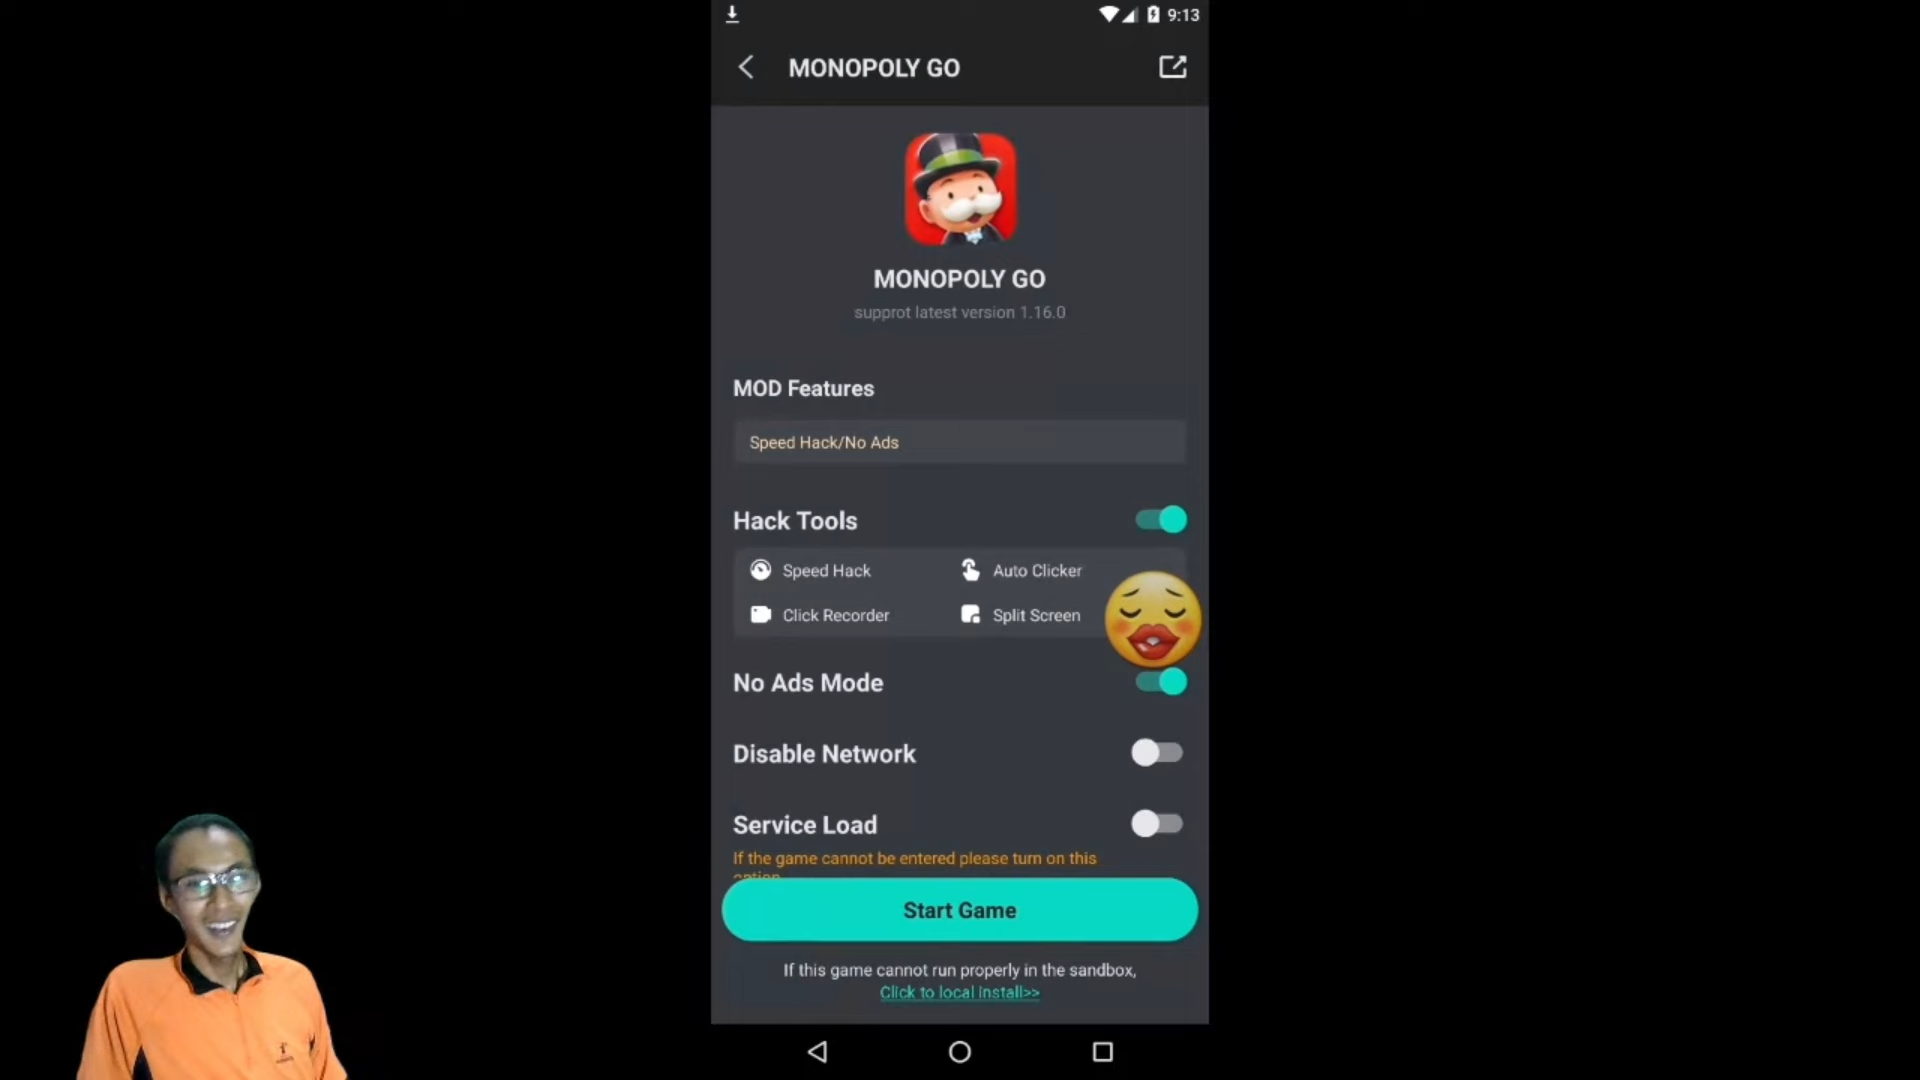 9:13
MONOPOLY GO
MONOPOLY GO
supprot latest version 1.16.0
MOD Features
Speed Hack/No Ads
Hack Tools
Speed Hack
Auto Clicker
Click Recorder
Split Screen
No Ads Mode
Disable Network
Service Load
If the game cannot be entered please turn on this
option
Start Game
If this game cannot run properly in the sandbox,
Click to local install>>